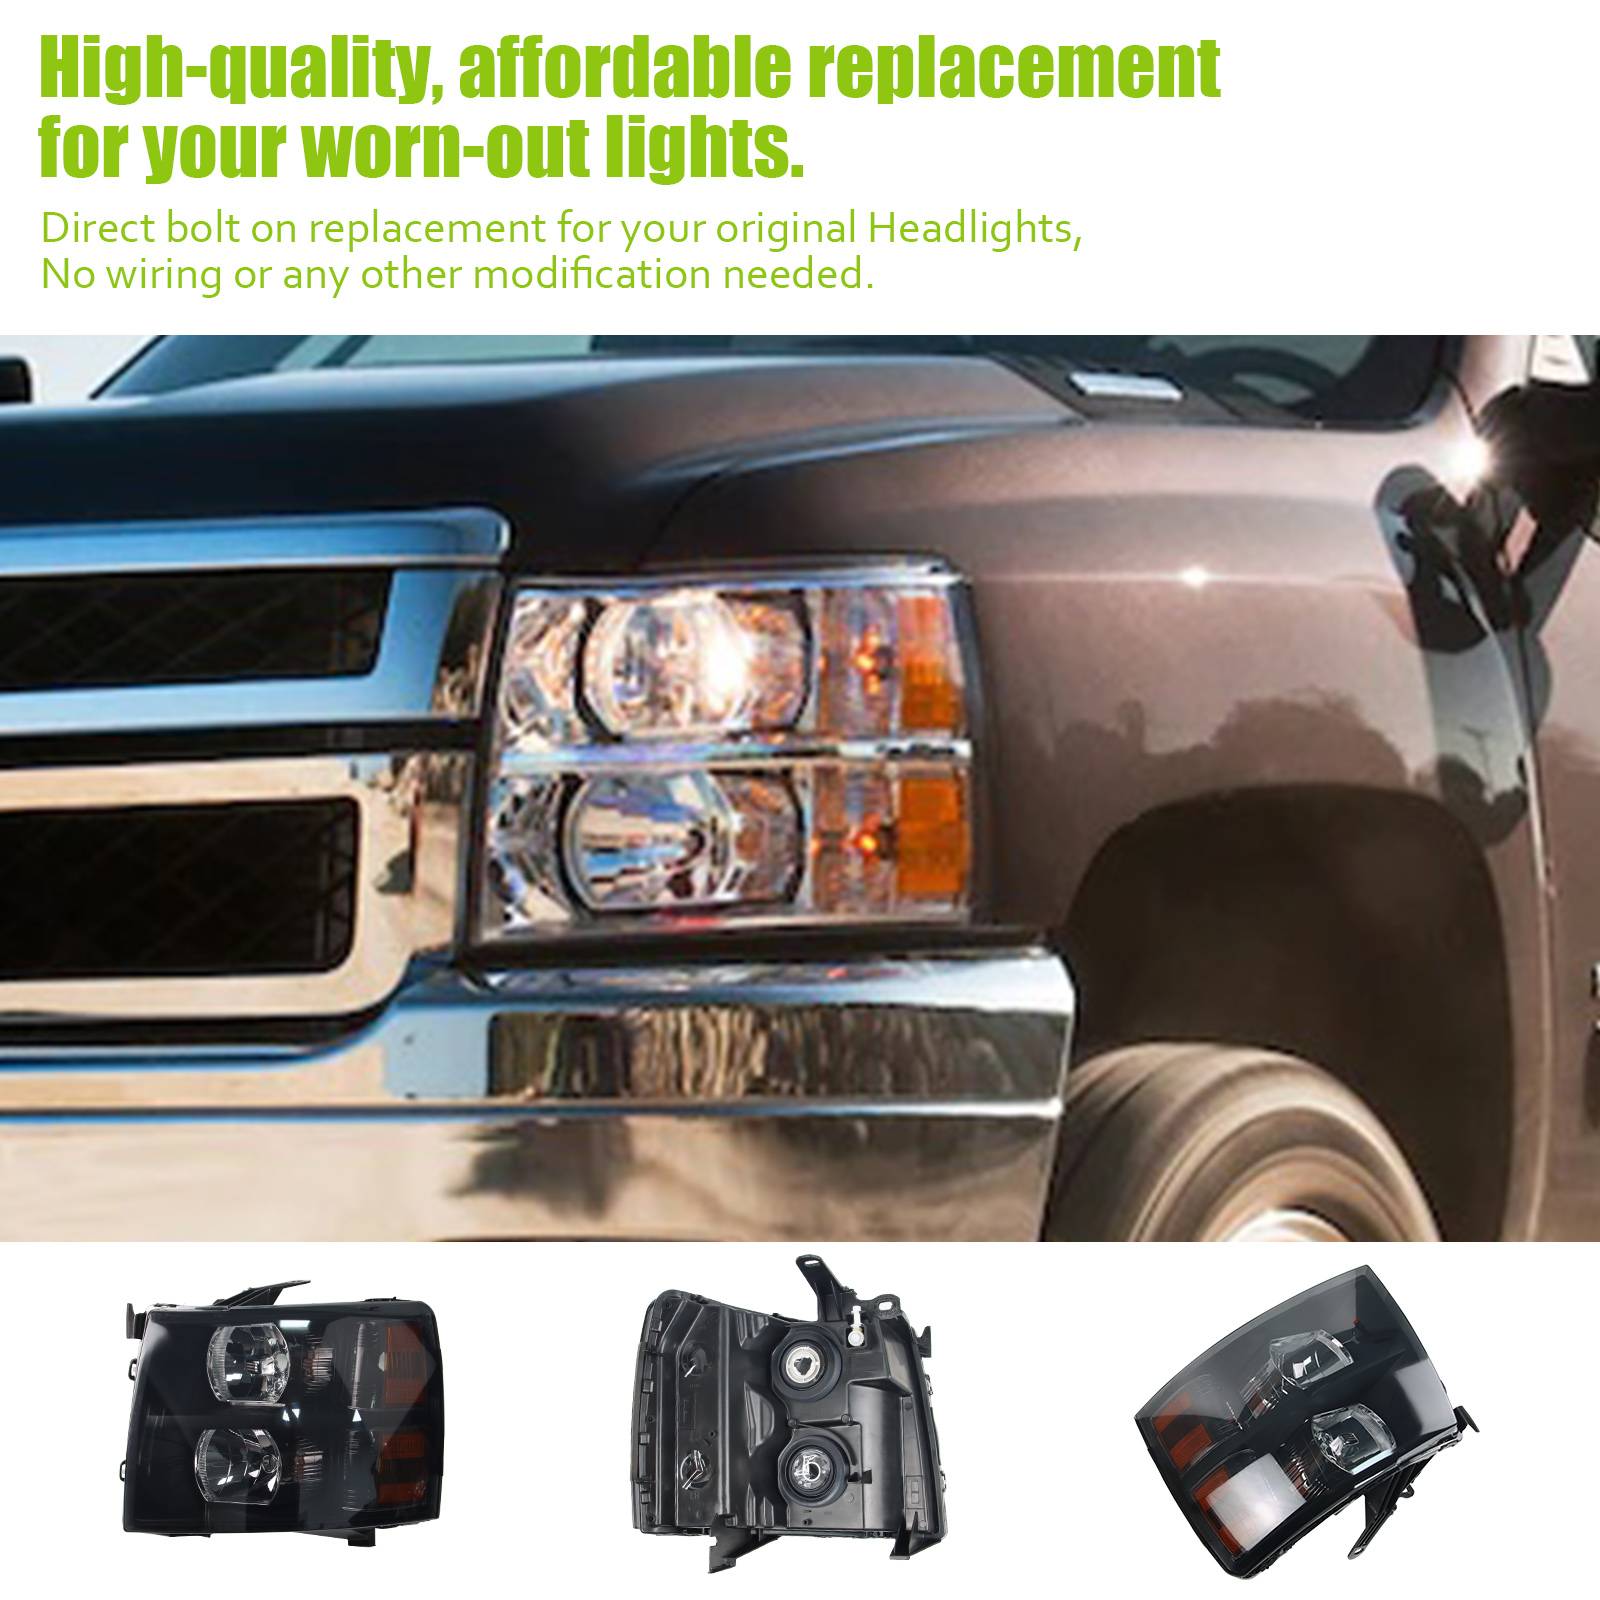 High-quality, affordable replacement
for your worn-out lights.
Direct bolt on replacement for your original Headlights,
No wiring or any other modification needed.